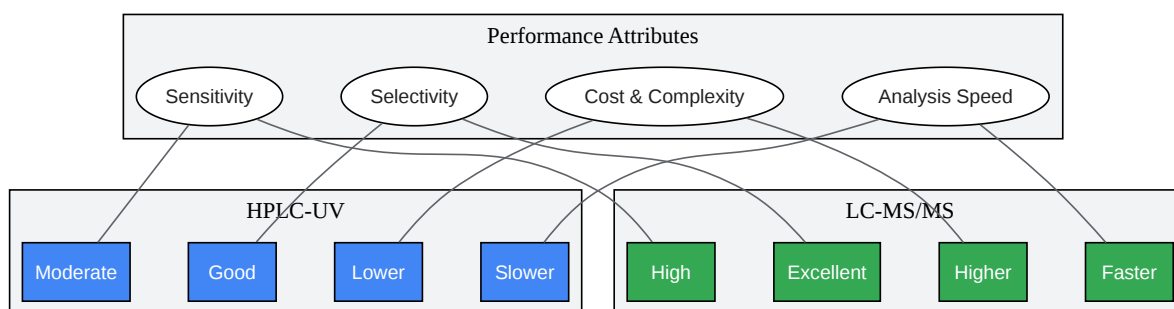 Performance Attributes
Sensitivity
Selectivity
Cost & Complexity
Analysis Speed
HPLC-UV
Moderate
Good
Lower
Slower
LC-MS/MS
High
Excellent
Higher
Faster